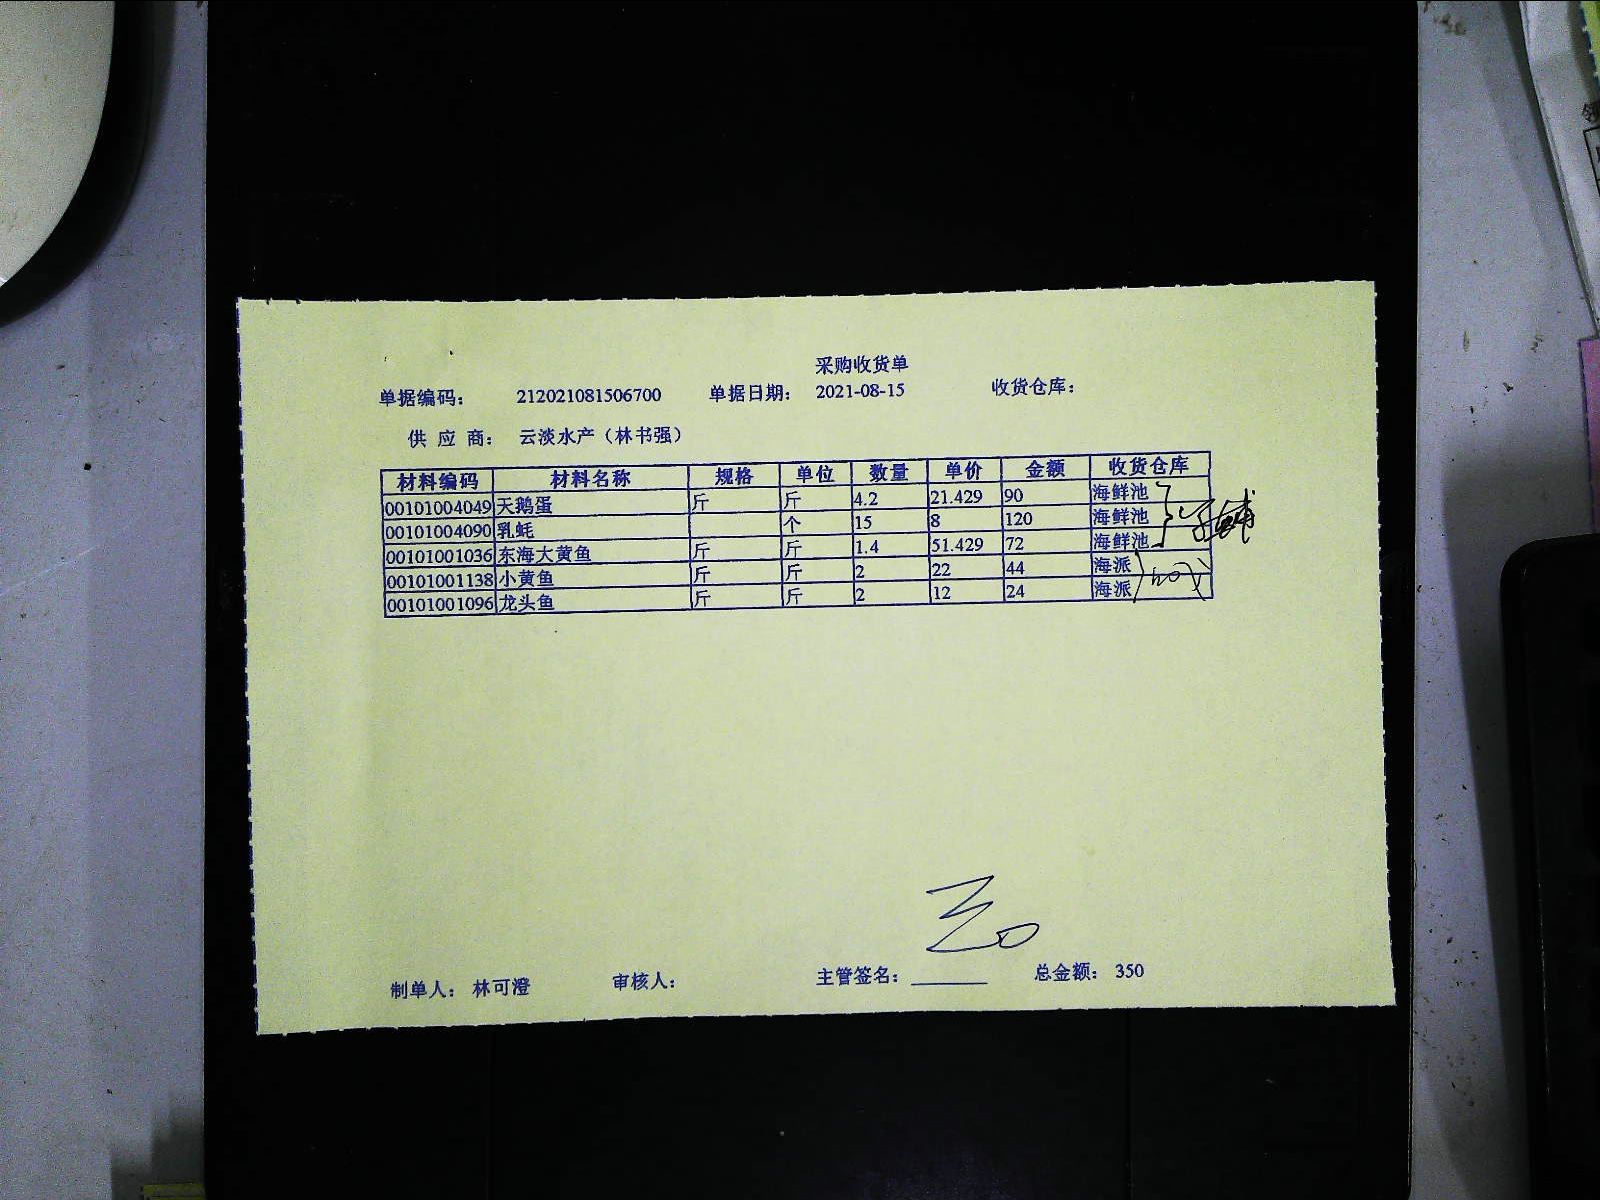 采购收货单
单据编码： 212021081506700 单据日期： 2021-08-15 收货仓库：
供 应 商： 云淡水产（林书强）
材料编码 材料名称 规格 单位 数量 单价 金额 收货仓库
00101004049 天鹅蛋 斤 斤 4.2 21.429 90 海鲜池
00101004090 乳蚝 个 15 8 120 海鲜池
00101001036 东海大黄鱼 斤 斤 1.4 51.429 72 海鲜池
00101001138 小黄鱼 斤 斤 2 22 44 海派
00101001096 龙头鱼 斤 斤 2 12 24 海派
制单人： 林可澄 审核人： 主管签名： 总金额： 350